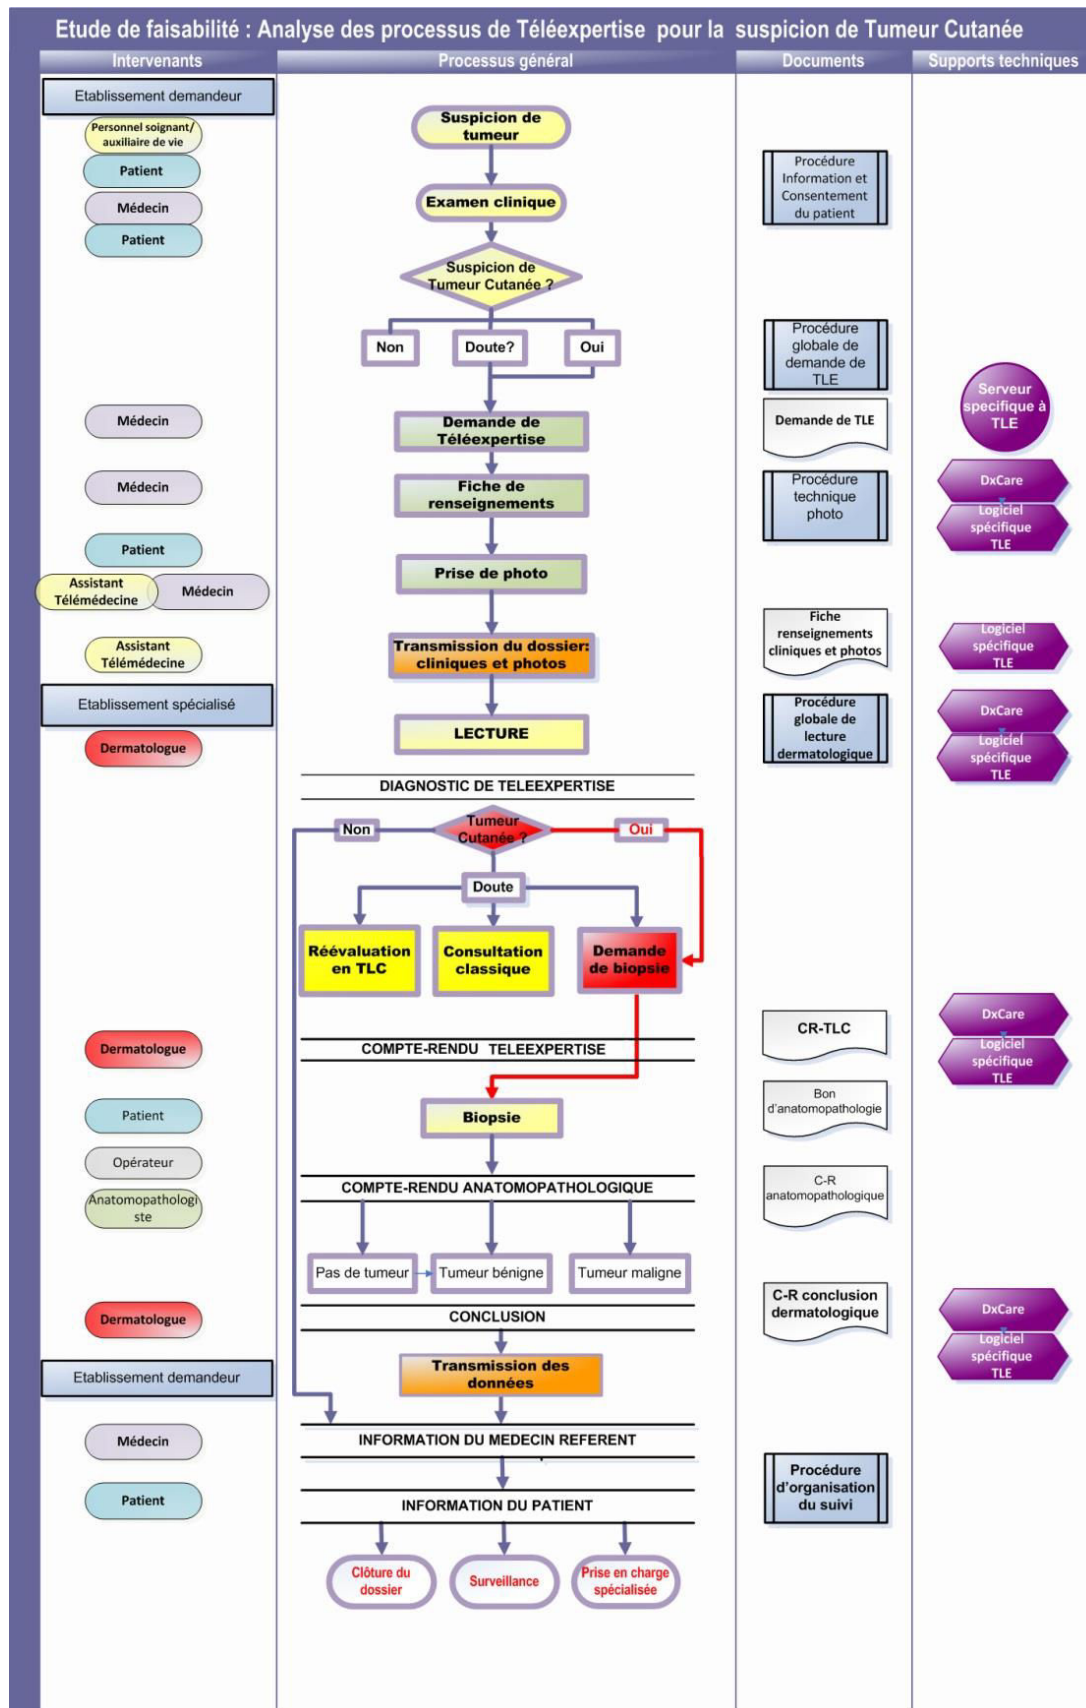 Etude de faisabilité : Analyse des processus de Téléexpertise pour la suspicion de Tumeur Cutanée
Intervenants
Processus général
Documents
Supports techniques
Etablissement demandeur
Personnel soignant/
auxiliaire de vie
Patient
Médecin
Patient
Suspicion de
tumeur
Examen clinique
Suspicion de
Tumeur Cutanée ?
Non
Doute?
Oui
Procédure
Information et
Consentement
du patient
Procédure
globale de
demande de
TLE
Médecin
Demande de
Téléexpertise
Demande de TLE
Serveur
specifique à
TLE
Médecin
Fiche de
renseignements
Procédure
technique
photo
DxCare
Logiciel
spécifique
TLE
Patient
Assistant
Télémédecine
Médecin
Prise de photo
Assistant
Télémédecine
Transmission du dossier:
cliniques et photos
Fiche
renseignements
cliniques et photos
Logiciel
spécifique
TLE
Etablissement spécialisé
Dermatologue
LECTURE
Procédure
globale de
lecture
dermatologique
DxCare
Logiciel
spécifique
TLE
DIAGNOSTIC DE TELEEXPERTISE
Non
Tumeur
Cutanée ?
Oui
Doute
Réévaluation
en TLC
Consultation
classique
Demande
de biopsie
Dermatologue
COMPTE-RENDU TELEEXPERTISE
CR-TLC
DxCare
Logiciel
spécifique
TLE
Patient
Biopsie
Bon
d'anatomopathologie
Opérateur
Anatomopathologi
ste
COMPTE-RENDU ANATOMOPATHOLOGIQUE
C-R
anatomopathologique
Pas de tumeur
Tumeur bénigne
Tumeur maligne
Dermatologue
CONCLUSION
C-R conclusion
dermatologique
DxCare
Logiciel
spécifique
TLE
Etablissement demandeur
Transmission des
données
Médecin
INFORMATION DU MEDECIN REFERENT
Patient
INFORMATION DU PATIENT
Procédure
d'organisation
du suivi
Clôture du
dossier
Surveillance
Prise en charge
spécialisée